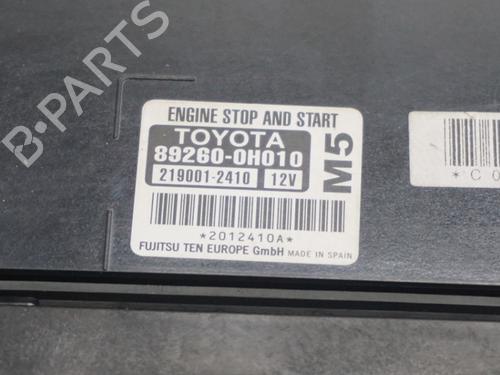 B-PARTS
ENGINE STOP AND START
TOYOTA
89260-0H010
219001-2410 12V
M5
*2012410A*
FUJITSU TEN EUROPE GmbH MADE IN SPAIN
*C0